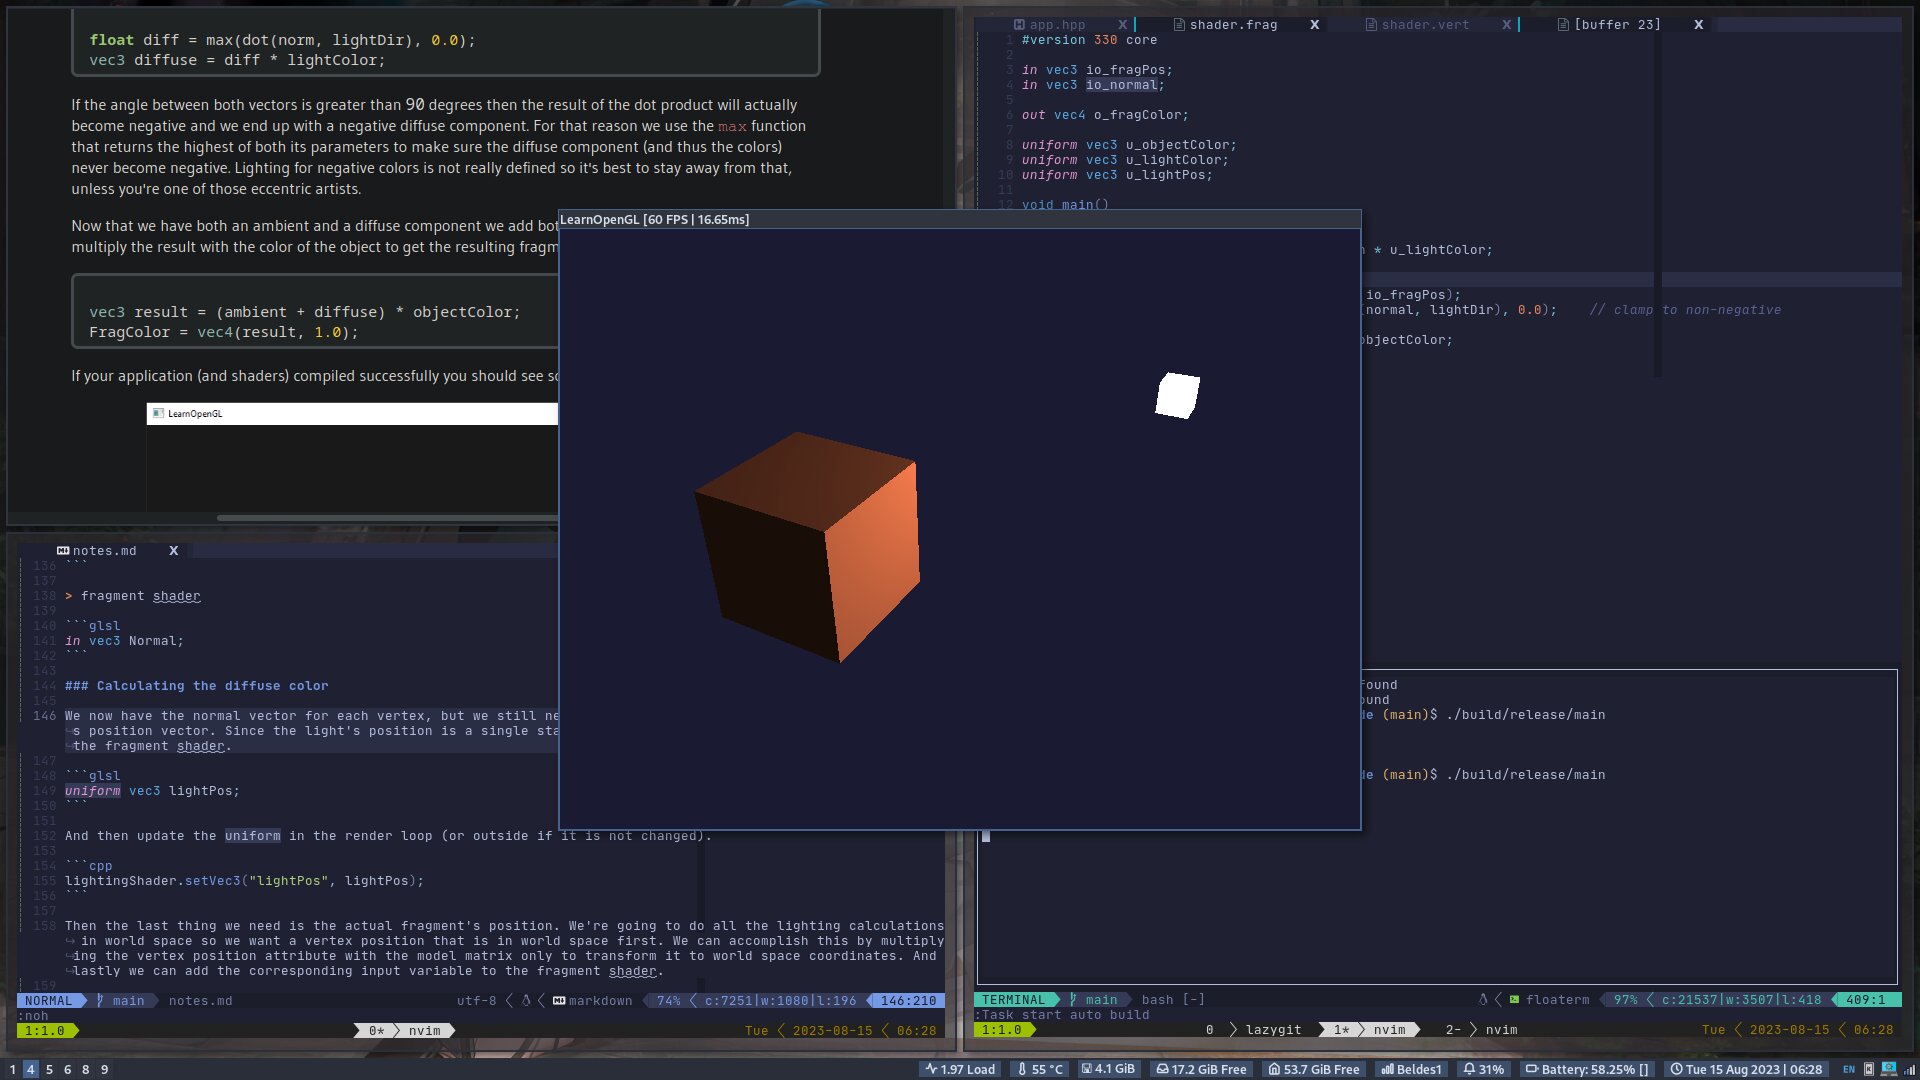 float diff = max(dot(norm, lightDir), 0.0);
vec3 diffuse = diff * lightColor;
If the angle between both vectors is greater than 90 degrees then the result of the dot product will actually
become negative and we end up with a negative diffuse component. For that reason we use the max function
that returns the highest of both its parameters to make sure the diffuse component (and thus the colors)
never become negative. Lighting for negative colors is not really defined so it's best to stay away from that,
unless you're one of those eccentric artists.
Now that we have both an ambient and a diffuse component we add
multiply the result with the color of the object to get the resulting
vec3 result = (ambient + diffuse) * objectColor;
FragColor = vec4(result, 1.0);
If your application (and shaders) compiled successfully you should see
LearnOpenGL
app.hpp X shader.frag X shader.vert X [buffer 23] X
1 #version 330 core
2
3 in vec3 io_fragPos;
4 in vec3 io_normal;
5
6 out vec4 o_fragColor;
7
8 uniform vec3 u_objectColor;
9 uniform vec3 u_lightColor;
10 uniform vec3 u_lightPos;
11
12 void main()
* u_lightColor;
io_fragPos);
normal, lightDir), 0.0); // clamp to non-negative
bjectColor;
LearnOpenGL [60 FPS | 16.65ms]
notes.md X
136 ```
137
138 > fragment shader
139
140 ```glsl
141 in vec3 Normal;
142 ```
143
144 ### Calculating the diffuse color
145
146 We now have the normal vector for each vertex, but we still
s position vector. Since the light's position is a single
the fragment shader.
147
148 ```glsl
149 uniform vec3 lightPos;
150 ```
151
152 And then update the uniform in the render loop (or outside if it is not changed).
153
154 ```cpp
155 lightingShader.setVec3("lightPos", lightPos);
156 ```
157
158 Then the last thing we need is the actual fragment's position. We're going to do all the lighting calculations
in world space so we want a vertex position that is in world space first. We can accomplish this by multiply
ing the vertex position attribute with the model matrix only to transform it to world space coordinates. And
lastly we can add the corresponding input variable to the fragment shader.
159
NORMAL main notes.md utf-8 markdown 74% c:7251|w:1080|l:196 146:210
:noh
1:1.0 0* nvim Tue 2023-08-15 06:28
ound
und
de (main)$ ./build/release/main
de (main)$ ./build/release/main
TERMINAL main bash [-] floaterm 97% c:21537|w:3507|l:418 409:1
:Task start auto build
1:1.0 0 lazygit 1* nvim 2- nvim Tue 2023-08-15 06:28
1 4 5 6 8 9 1.97 Load 55 °C 4.1 GiB 17.2 GiB Free 53.7 GiB Free Beldes1 31% Battery: 58.25% [] Tue 15 Aug 2023 | 06:28 EN